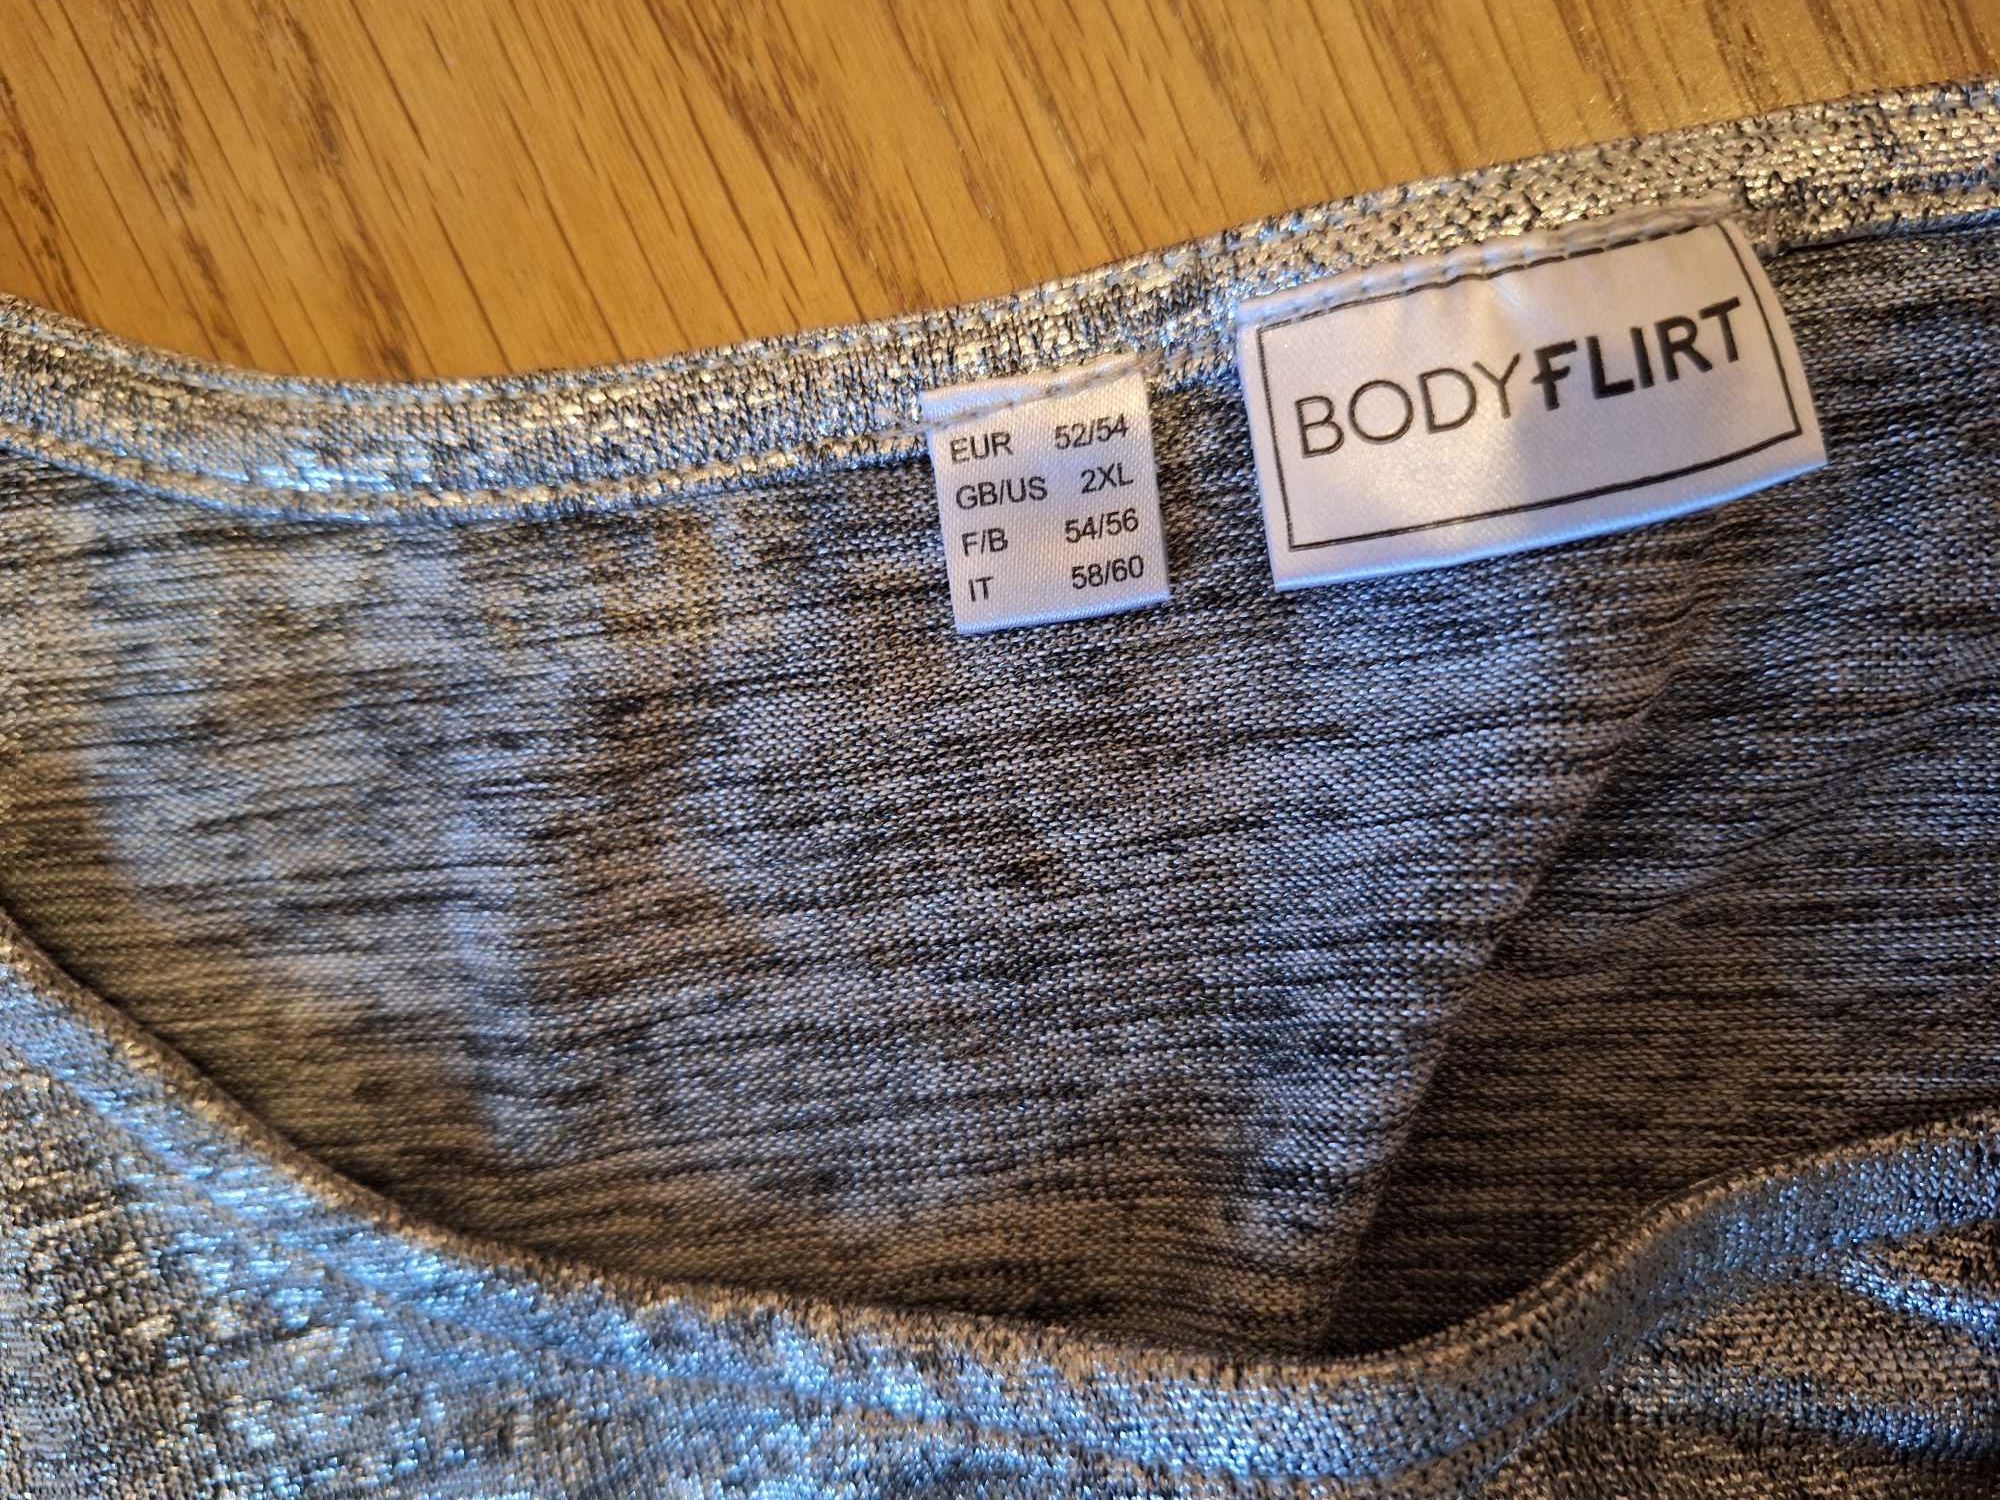 EUR 52/54
GB/US 2XL
F/B 54/56
IT 58/60
BODYFLIRT